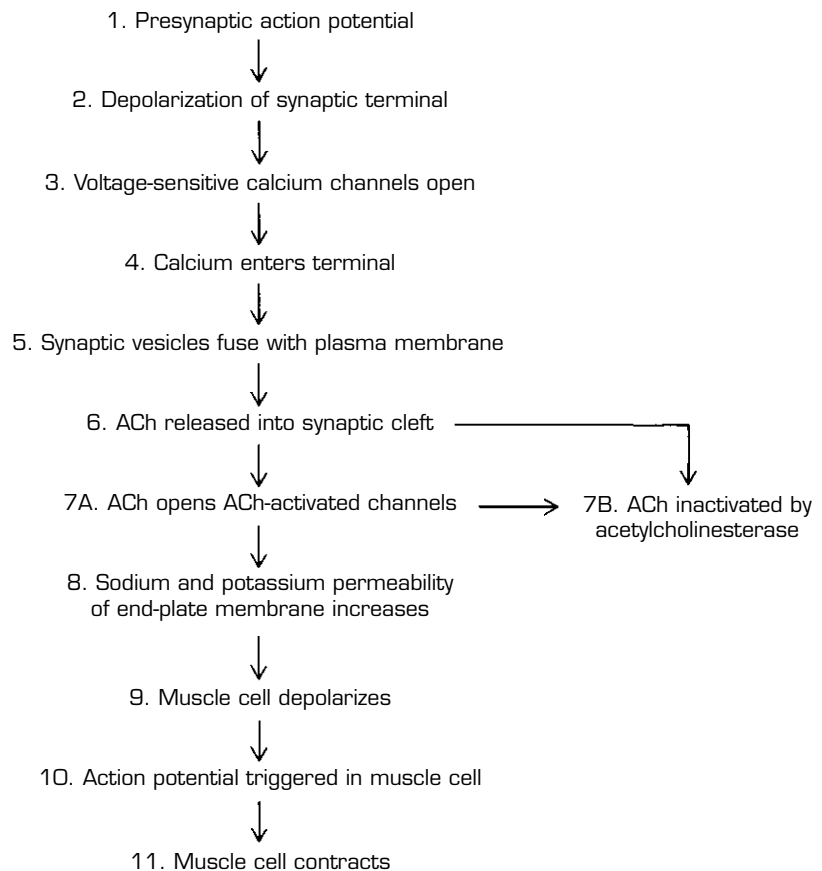 1. Presynaptic action potential
2. Depolarization of synaptic terminal
3. Voltage-sensitive calcium channels open
4. Calcium enters terminal
5. Synaptic vesicles fuse with plasma membrane
6. ACh released into synaptic cleft
7A. ACh opens ACh-activated channels
7B. ACh inactivated by
acetylcholinesterase
8. Sodium and potassium permeability
of end-plate membrane increases
9. Muscle cell depolarizes
10. Action potential triggered in muscle cell
11. Muscle cell contracts